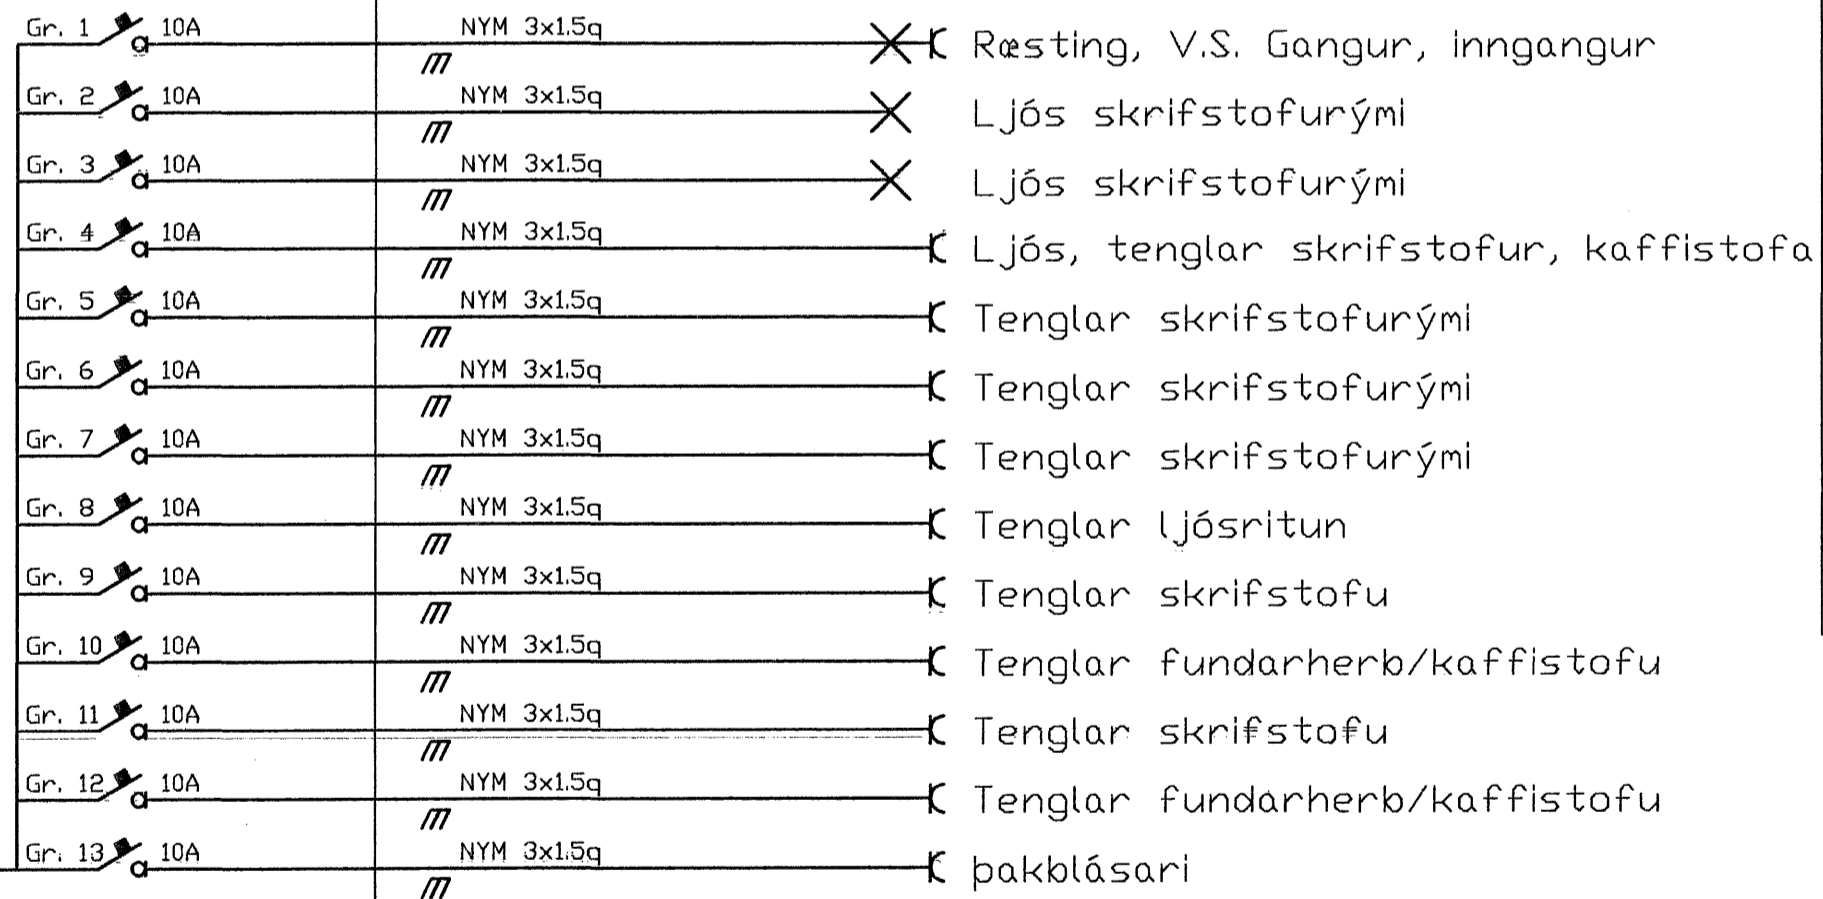 Gr. 1 10A NYM 3x1.5q Ræsting, V.S. Gangur, inngangur
Gr. 2 10A NYM 3x1.5q Ljós skrifstofurými
Gr. 3 10A NYM 3x1.5q Ljós skrifstofurými
Gr. 4 10A NYM 3x1.5q Ljós, tenglar skrifstofur, kaffistofa
Gr. 5 10A NYM 3x1.5q Tenglar skrifstofurými
Gr. 6 10A NYM 3x1.5q Tenglar skrifstofurými
Gr. 7 10A NYM 3x1.5q Tenglar skrifstofurými
Gr. 8 10A NYM 3x1.5q Tenglar ljósritun
Gr. 9 10A NYM 3x1.5q Tenglar skrifstofu
Gr. 10 10A NYM 3x1.5q Tenglar fundarherb/kaffistofu
Gr. 11 10A NYM 3x1.5q Tenglar skrifstofu
Gr. 12 10A NYM 3x1.5q Tenglar fundarherb/kaffistofu
Gr. 13 10A NYM 3x1.5q þakblásari